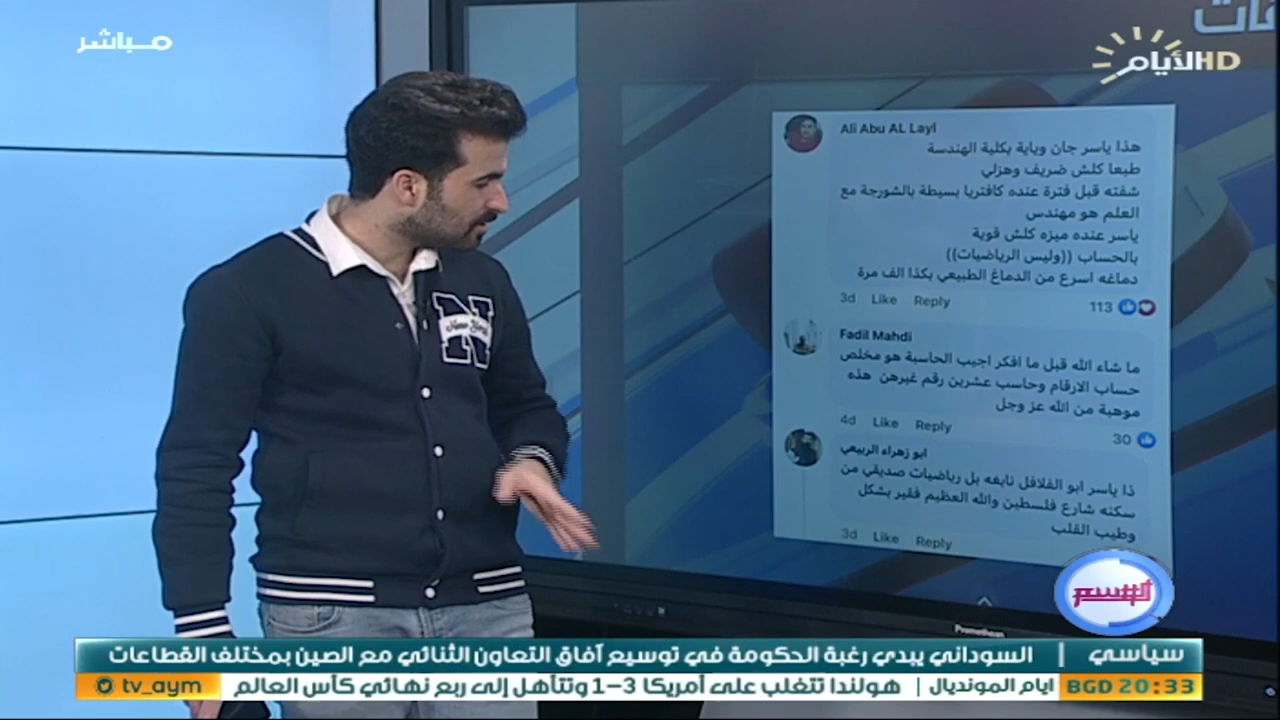 مباشر
فات
الأيام HD
Ali Abu AL Layl
هذا ياسر جان وياية بكلية الهندسة
طبعا كلش ضريف وهزلي
شفته قبل فترة عنده كافتريا بسيطة بالشورجة مع
العلم هو مهندس
ياسر عنده ميزه كلش قوية
بالحساب ((وليس الرياضيات))
دماغه اسرع من الدماغ الطبيعي بكذا الف مرة
3d Like Reply 113
Fadil Mahdi
ما شاء الله قبل ما افكر اجيب الحاسبة هو مخلص
حساب الارقام وحاسب عشرين رقم غيرهن هذه
موهبة من الله عز وجل
4d Like Reply 30
ابو زهراء الربيعي
ذا ياسر ابو الفلافل نابغه بل رياضيات صديقي من
سكنه شارع فلسطين والله العظيم فقير بشكل
وطيب القلب
3d Like Reply
N
New York
Promethean
سياسي | السوداني يبدي رغبة الحكومة في توسيع آفاق التعاون الثنائي مع الصين بمختلف القطاعات
BGD 20:33 ايام المونديال | هولندا تتغلب على أمريكا 3-1 وتتأهل إلى ربع نهائي كأس العالم tv_aym